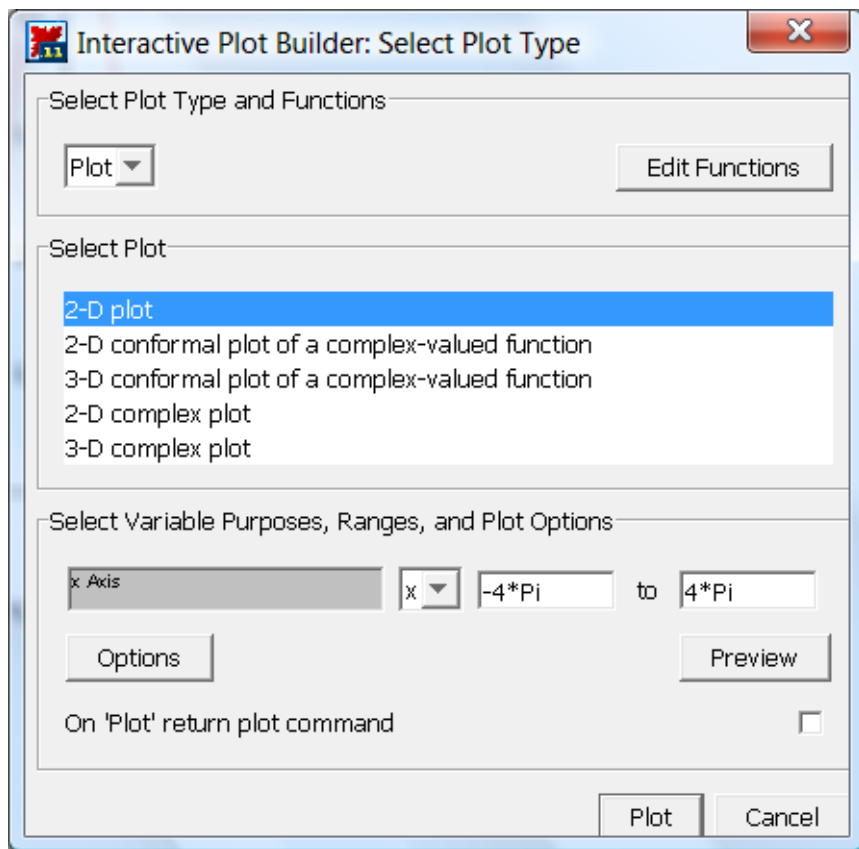 Interactive Plot Builder: Select Plot Type
Select Plot Type and Functions
Plot Edit Functions
Select Plot
2-D plot
2-D conformal plot of a complex-valued function
3-D conformal plot of a complex-valued function
2-D complex plot
3-D complex plot
Select Variable Purposes, Ranges, and Plot Options
x Axis x -4*Pi to 4*Pi
Options Preview
On 'Plot' return plot command
Plot Cancel